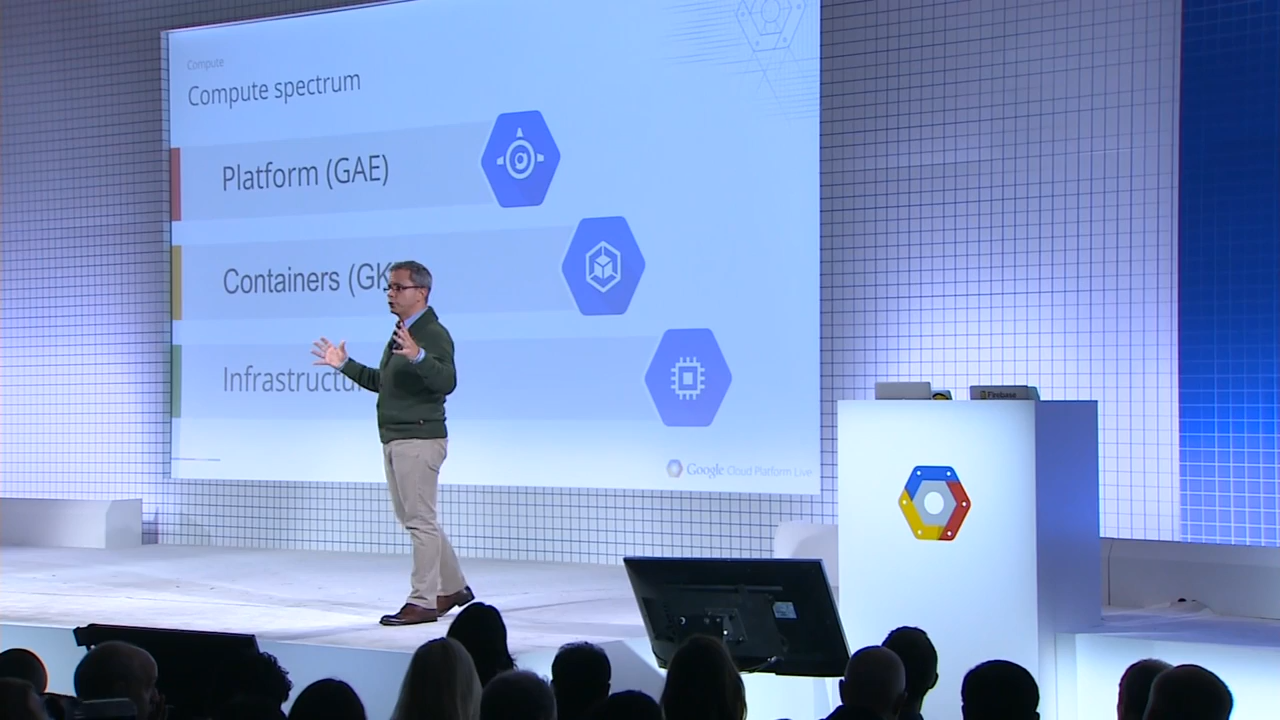 Compute
Compute spectrum
Platform (GAE)
Containers (GK
Infrastructu
Google Cloud Platform Live
Firebase